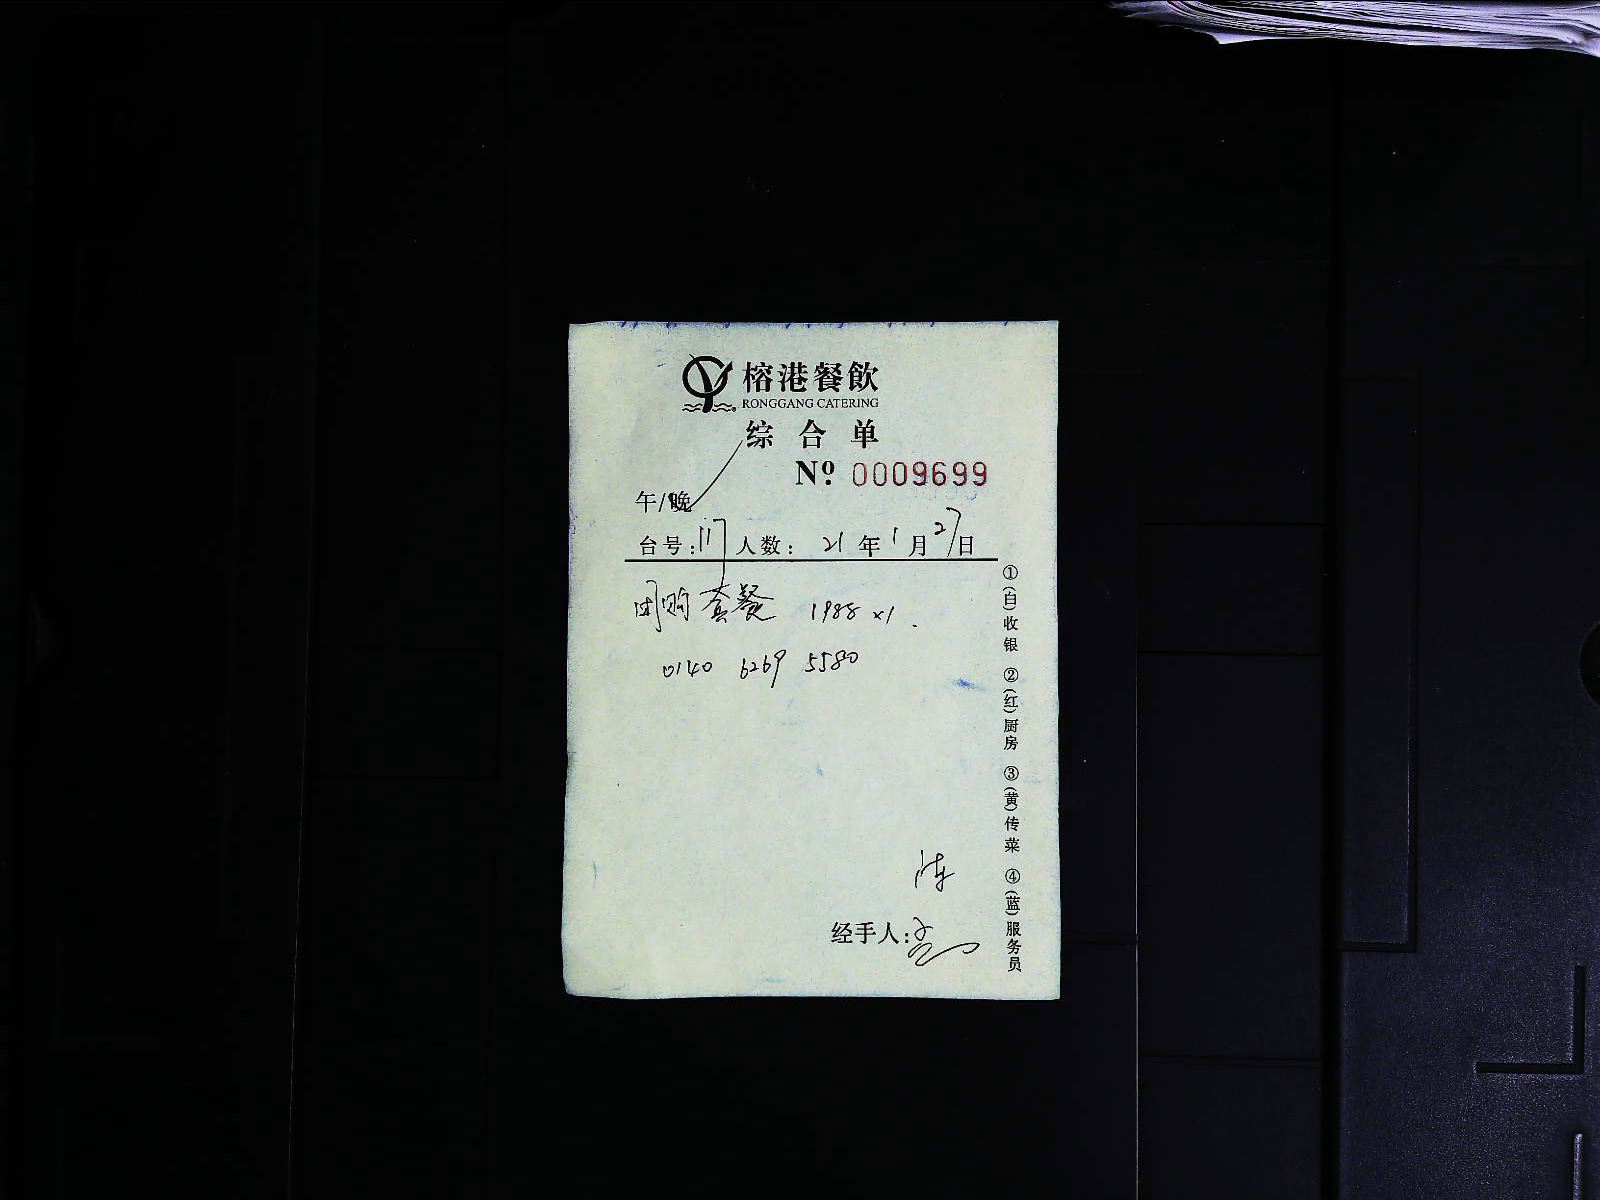 榕港餐飲
RONGGANG CATERING
综合单
Nº 0009699
午/晚
台号:117 人数: 21年1月27日
团购套餐 1988 x1.
0140 6269 5580
陈
经手人:
①(白)收银 ②(红)厨房 ③(黄)传菜 ④(蓝)服务员